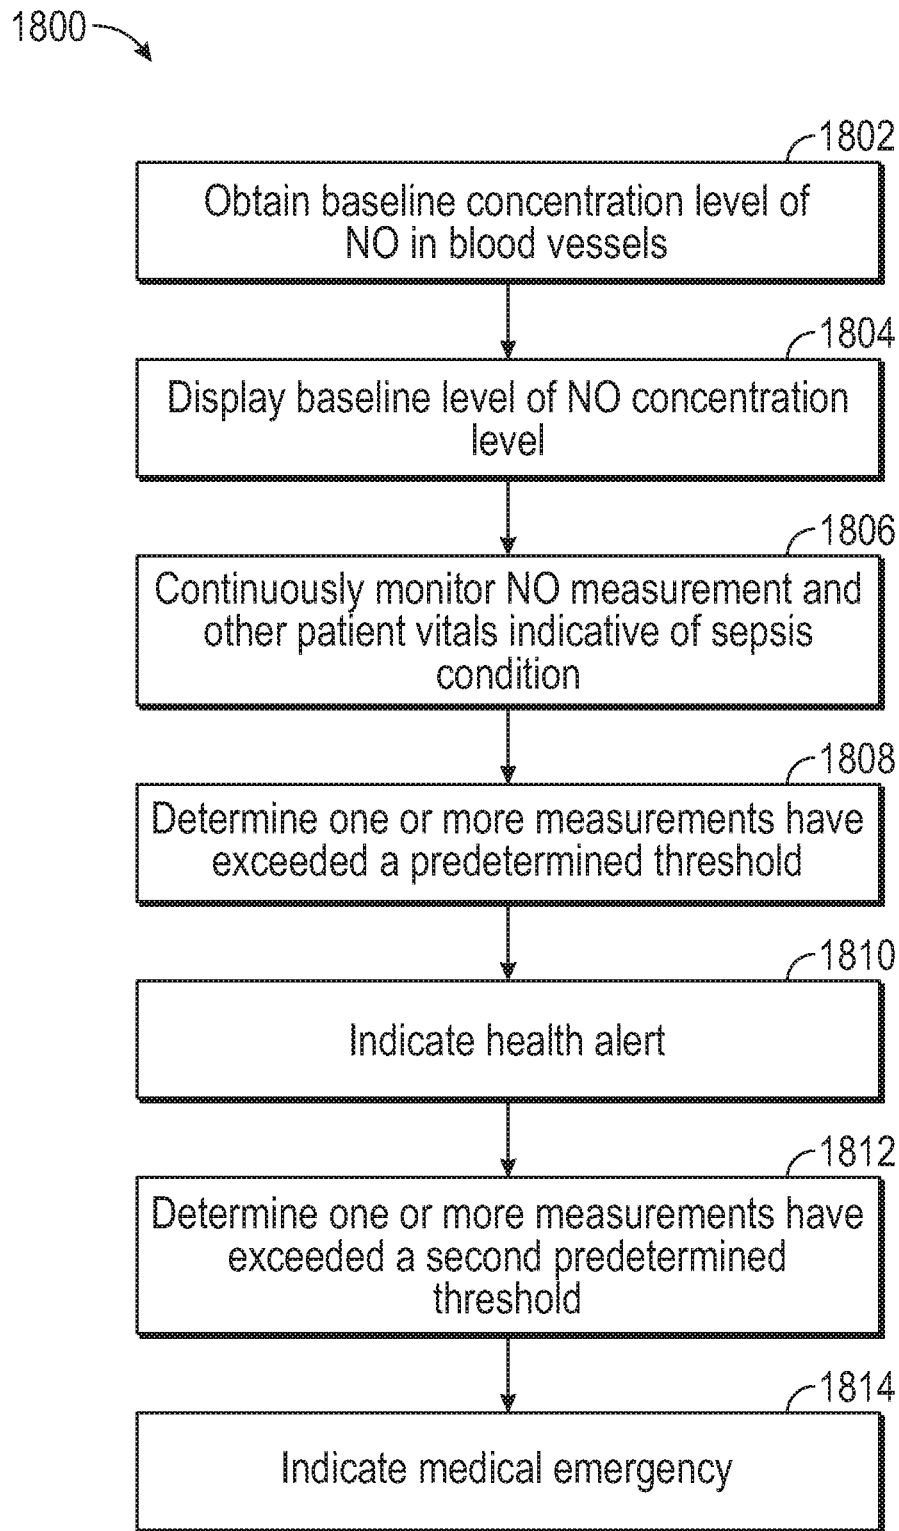 1800
1802
Obtain baseline concentration level of
NO in blood vessels
1804
Display baseline level of NO concentration
level
1806
Continuously monitor NO measurement and
other patient vitals indicative of sepsis
condition
1808
Determine one or more measurements have
exceeded a predetermined threshold
1810
Indicate health alert
1812
Determine one or more measurements have
exceeded a second predetermined
threshold
1814
Indicate medical emergency